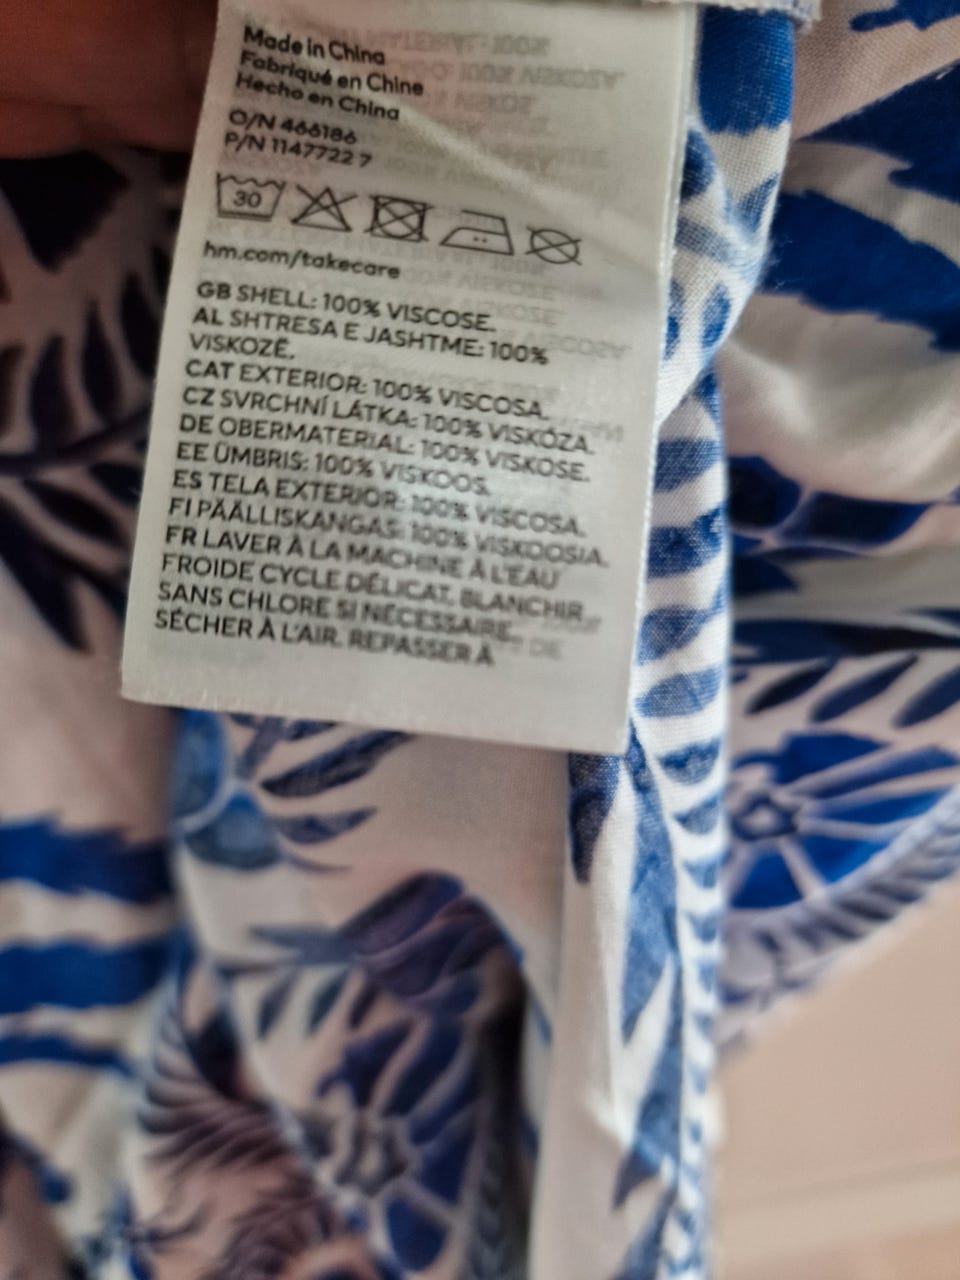 Made in China
Fabriqué en Chine
Hecho en China
O/N 466186
P/N 1147722 7
30
hm.com/takecare
GB SHELL: 100% VISCOSE.
AL SHTRESA E JASHTME: 100%
VISKOZË.
CAT EXTERIOR: 100% VISCOSA.
CZ SVRCHNÍ LÁTKA: 100% VISKÓZA.
DE OBERMATERIAL: 100% VISKOSE.
EE ÜMBRIS: 100% VISKOOS.
ES TELA EXTERIOR: 100% VISCOSA.
FI PÄÄLLISKANGAS: 100% VISKOOSIA.
FR LAVER À LA MACHINE À L'EAU
FROIDE CYCLE DÉLICAT. BLANCHIR
SANS CHLORE SI NÉCESSAIRE.
SÉCHER À L'AIR. REPASSER À